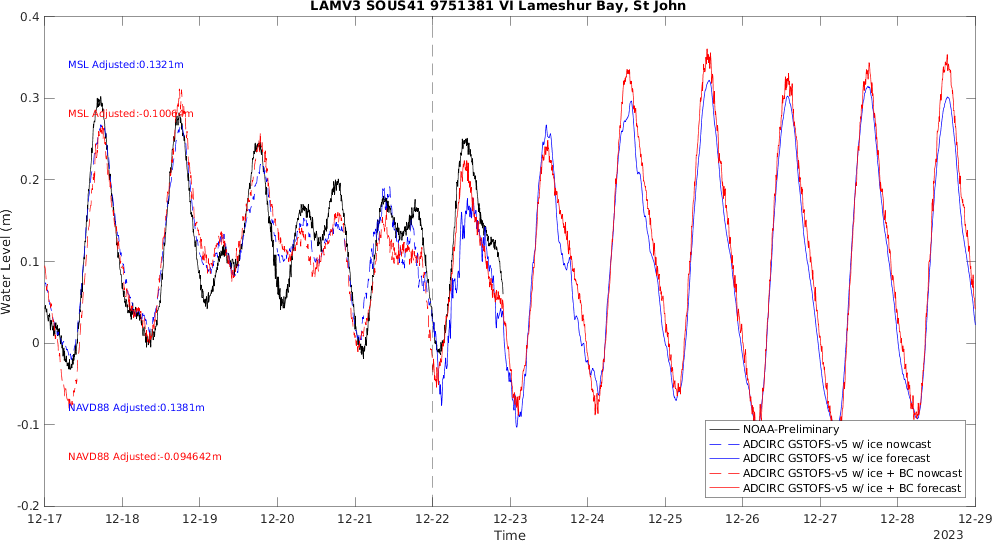 LAMV3 SOUS41 9751381 VI Lameshur Bay, St John
0.4
0.3
0.2
0.1
0
-0.1
-0.2
Water Level (m)
MSL Adjusted:0.1321m
MSL Adjusted:-0.1006
NAVD88 Adjusted:0.1381m
NAVD88 Adjusted:-0.094642m
NOAA-Preliminary
ADCIRC GSTOFS-v5 w/ ice nowcast
ADCIRC GSTOFS-v5 w/ ice forecast
ADCIRC GSTOFS-v5 w/ ice + BC nowcast
ADCIRC GSTOFS-v5 w/ ice + BC forecast
12-17 12-18 12-19 12-20 12-21 12-22 12-23 12-24 12-25 12-26 12-27 12-28 12-29
Time
2023